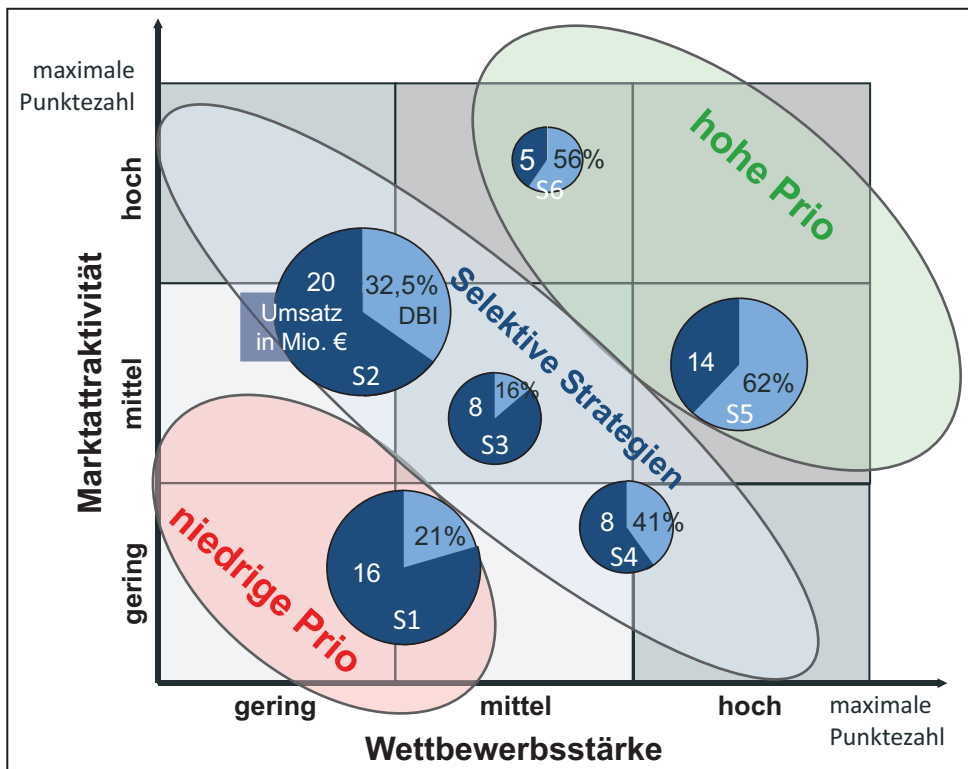 maximale
Punktezahl
hoch
mittel
gering
Marktattraktivität
hohe Prio
5
56%
S6
20
Umsatz
in Mio. €
32,5%
DBI
S2
Selektive Strategien
8
16%
S3
14
62%
S5
niedrige Prio
16
21%
S1
8
41%
S4
gering
mittel
hoch
maximale
Punktezahl
Wettbewerbsstärke